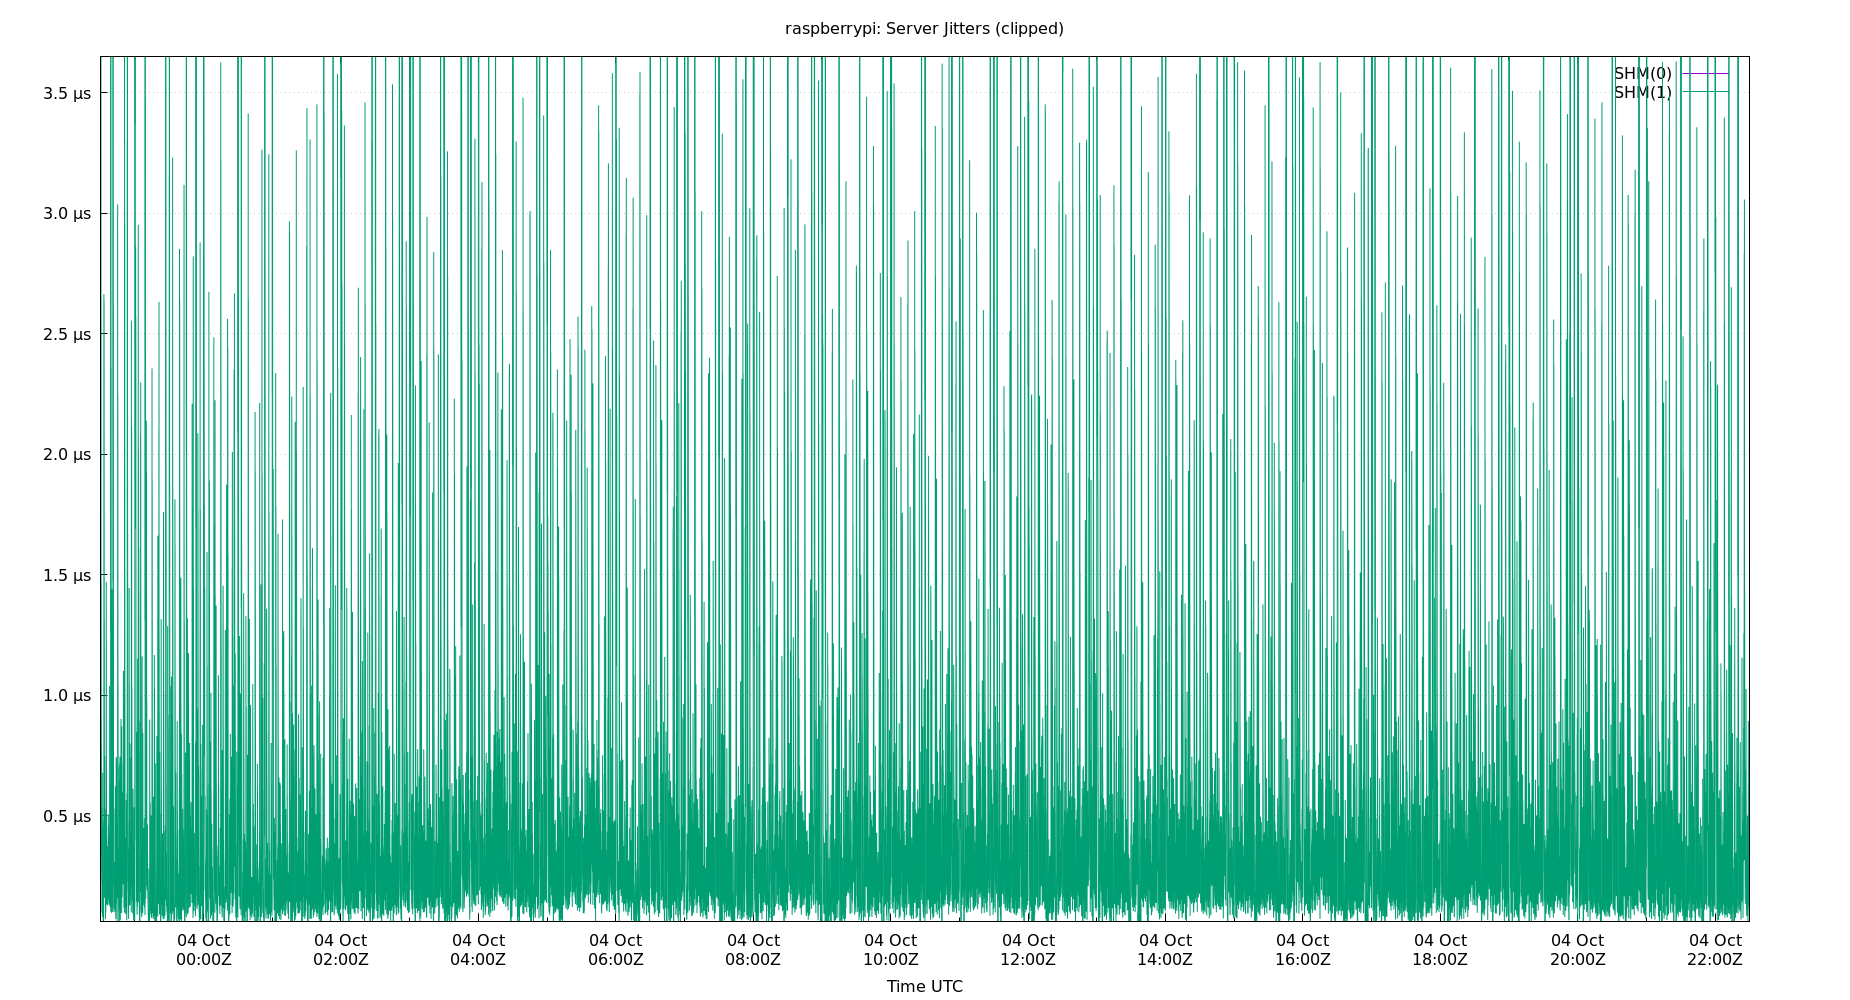 raspberrypi: Server Jitters (clipped)
SHM(0)
SHM(1)
3.5 µs
3.0 µs
2.5 µs
2.0 µs
1.5 µs
1.0 µs
0.5 µs
04 Oct 04 Oct 04 Oct 04 Oct 04 Oct 04 Oct 04 Oct 04 Oct 04 Oct 04 Oct 04 Oct 04 Oct
00:00Z 02:00Z 04:00Z 06:00Z 08:00Z 10:00Z 12:00Z 14:00Z 16:00Z 18:00Z 20:00Z 22:00Z
Time UTC